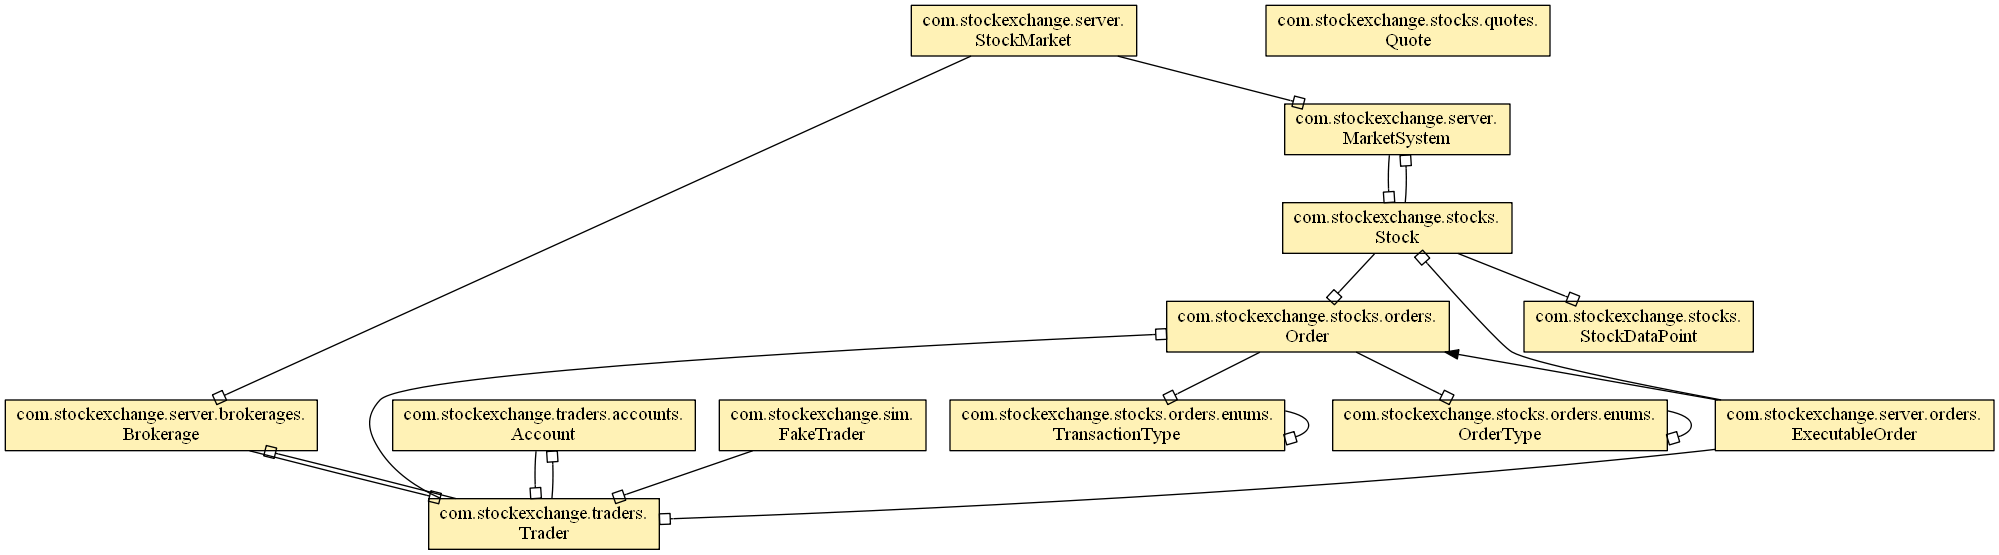 com.stockexchange.server.
StockMarket
com.stockexchange.stocks.quotes.
Quote
com.stockexchange.server.
MarketSystem
com.stockexchange.stocks.
Stock
com.stockexchange.stocks.orders.
Order
com.stockexchange.stocks.
StockDataPoint
com.stockexchange.server.brokerages.
Brokerage
com.stockexchange.traders.accounts.
Account
com.stockexchange.sim.
FakeTrader
com.stockexchange.stocks.orders.enums.
TransactionType
com.stockexchange.stocks.orders.enums.
OrderType
com.stockexchange.server.orders.
ExecutableOrder
com.stockexchange.traders.
Trader